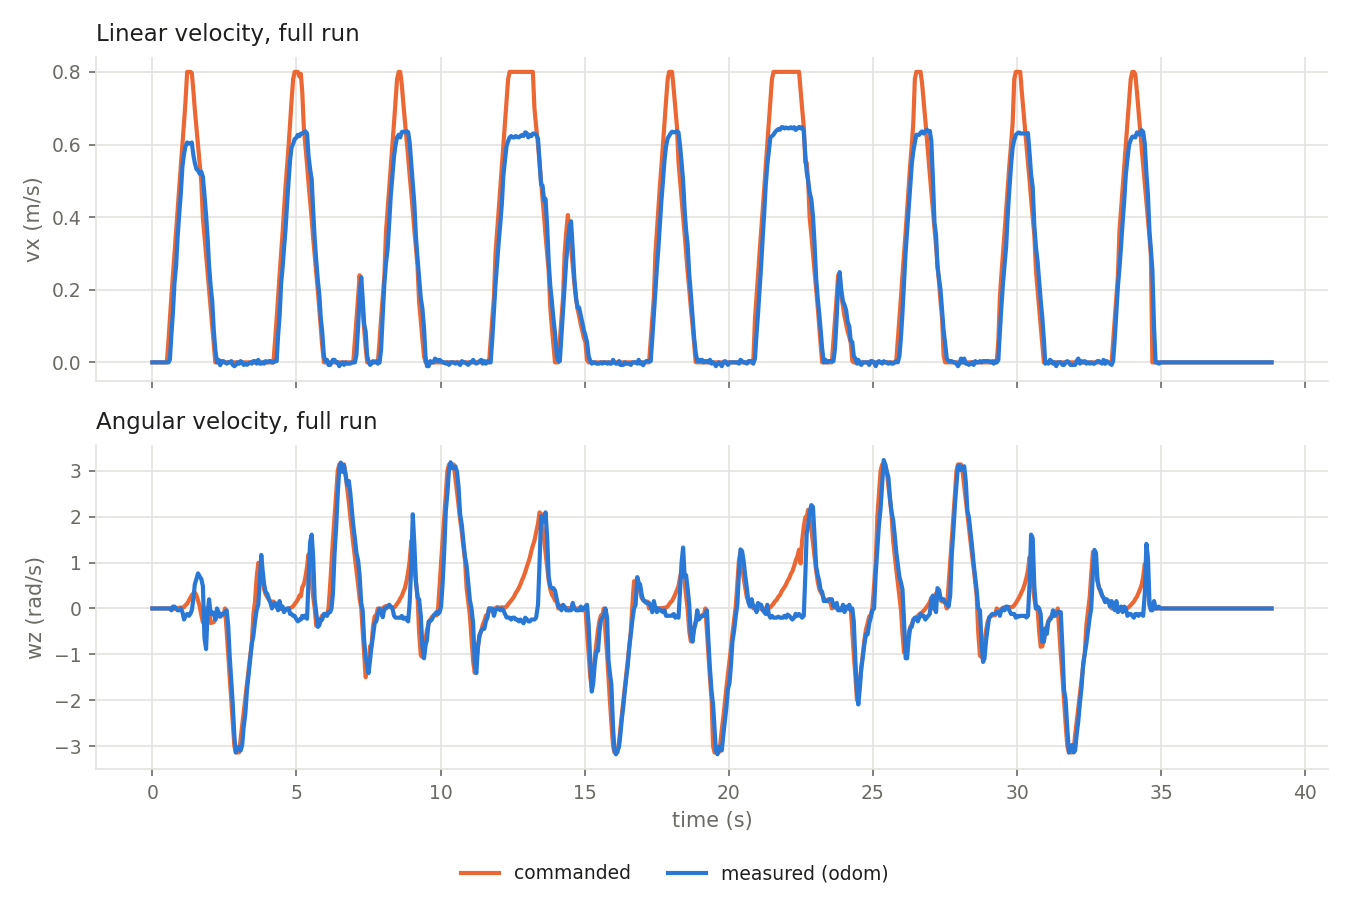 Linear velocity, full run
0.8
0.6
0.4
0.2
0.0
vx (m/s)
Angular velocity, full run
3
2
1
0
−1
−2
−3
wz (rad/s)
0 5 10 15 20 25 30 35 40
time (s)
commanded measured (odom)